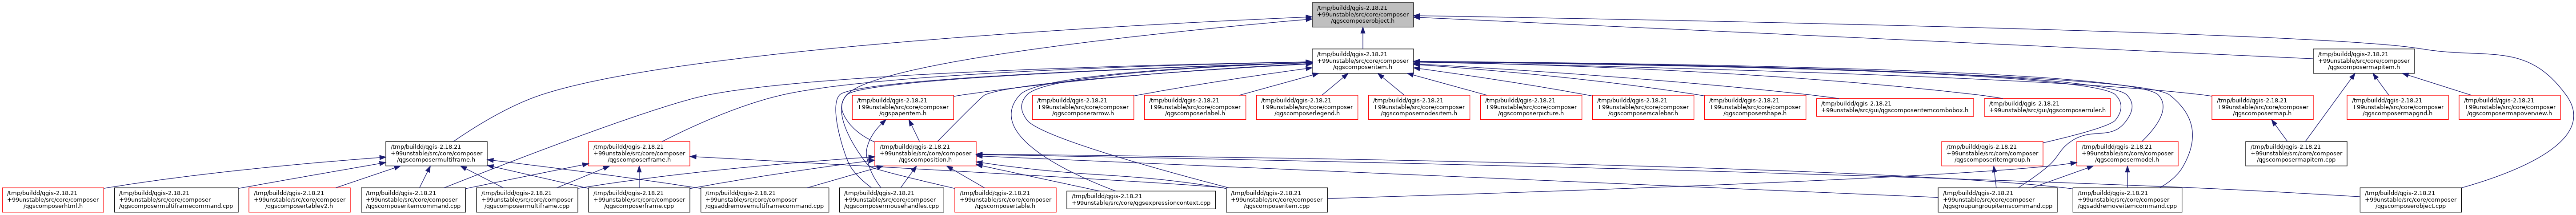 /tmp/buildd/qgis-2.18.21
+99unstable/src/core/composer
/qgscomposerobject.h
/tmp/buildd/qgis-2.18.21
+99unstable/src/core/composer
/qgscomposeritem.h
/tmp/buildd/qgis-2.18.21
+99unstable/src/core/composer
/qgscomposermapitem.h
/tmp/buildd/qgis-2.18.21
+99unstable/src/core/composer
/qgspaperitem.h
/tmp/buildd/qgis-2.18.21
+99unstable/src/core/composer
/qgscomposerarrow.h
/tmp/buildd/qgis-2.18.21
+99unstable/src/core/composer
/qgscomposerlabel.h
/tmp/buildd/qgis-2.18.21
+99unstable/src/core/composer
/qgscomposerlegend.h
/tmp/buildd/qgis-2.18.21
+99unstable/src/core/composer
/qgscomposernodesitem.h
/tmp/buildd/qgis-2.18.21
+99unstable/src/core/composer
/qgscomposerpicture.h
/tmp/buildd/qgis-2.18.21
+99unstable/src/core/composer
/qgscomposerscalebar.h
/tmp/buildd/qgis-2.18.21
+99unstable/src/core/composer
/qgscomposershape.h
/tmp/buildd/qgis-2.18.21
+99unstable/src/gui/qgscomposeritemcombobox.h
/tmp/buildd/qgis-2.18.21
+99unstable/src/gui/qgscomposerruler.h
/tmp/buildd/qgis-2.18.21
+99unstable/src/core/composer
/qgscomposermap.h
/tmp/buildd/qgis-2.18.21
+99unstable/src/core/composer
/qgscomposermapgrid.h
/tmp/buildd/qgis-2.18.21
+99unstable/src/core/composer
/qgscomposermapoverview.h
/tmp/buildd/qgis-2.18.21
+99unstable/src/core/composer
/qgscomposermultiframe.h
/tmp/buildd/qgis-2.18.21
+99unstable/src/core/composer
/qgscomposerframe.h
/tmp/buildd/qgis-2.18.21
+99unstable/src/core/composer
/qgscomposition.h
/tmp/buildd/qgis-2.18.21
+99unstable/src/core/composer
/qgscomposeritemgroup.h
/tmp/buildd/qgis-2.18.21
+99unstable/src/core/composer
/qgscomposermodel.h
/tmp/buildd/qgis-2.18.21
+99unstable/src/core/composer
/qgscomposermapitem.cpp
/tmp/buildd/qgis-2.18.21
+99unstable/src/core/composer
/qgscomposerhtml.h
/tmp/buildd/qgis-2.18.21
+99unstable/src/core/composer
/qgscomposermultiframecommand.cpp
/tmp/buildd/qgis-2.18.21
+99unstable/src/core/composer
/qgscomposertablev2.h
/tmp/buildd/qgis-2.18.21
+99unstable/src/core/composer
/qgscomposeritemcommand.cpp
/tmp/buildd/qgis-2.18.21
+99unstable/src/core/composer
/qgscomposermultiframe.cpp
/tmp/buildd/qgis-2.18.21
+99unstable/src/core/composer
/qgscomposerframe.cpp
/tmp/buildd/qgis-2.18.21
+99unstable/src/core/composer
/qgsaddremovemultiframecommand.cpp
/tmp/buildd/qgis-2.18.21
+99unstable/src/core/composer
/qgscomposermousehandles.cpp
/tmp/buildd/qgis-2.18.21
+99unstable/src/core/composer
/qgscomposertable.h
/tmp/buildd/qgis-2.18.21
+99unstable/src/core/qgsexpressioncontext.cpp
/tmp/buildd/qgis-2.18.21
+99unstable/src/core/composer
/qgscomposeritem.cpp
/tmp/buildd/qgis-2.18.21
+99unstable/src/core/composer
/qgsgroupungroupitemscommand.cpp
/tmp/buildd/qgis-2.18.21
+99unstable/src/core/composer
/qgsaddremoveitemcommand.cpp
/tmp/buildd/qgis-2.18.21
+99unstable/src/core/composer
/qgscomposerobject.cpp